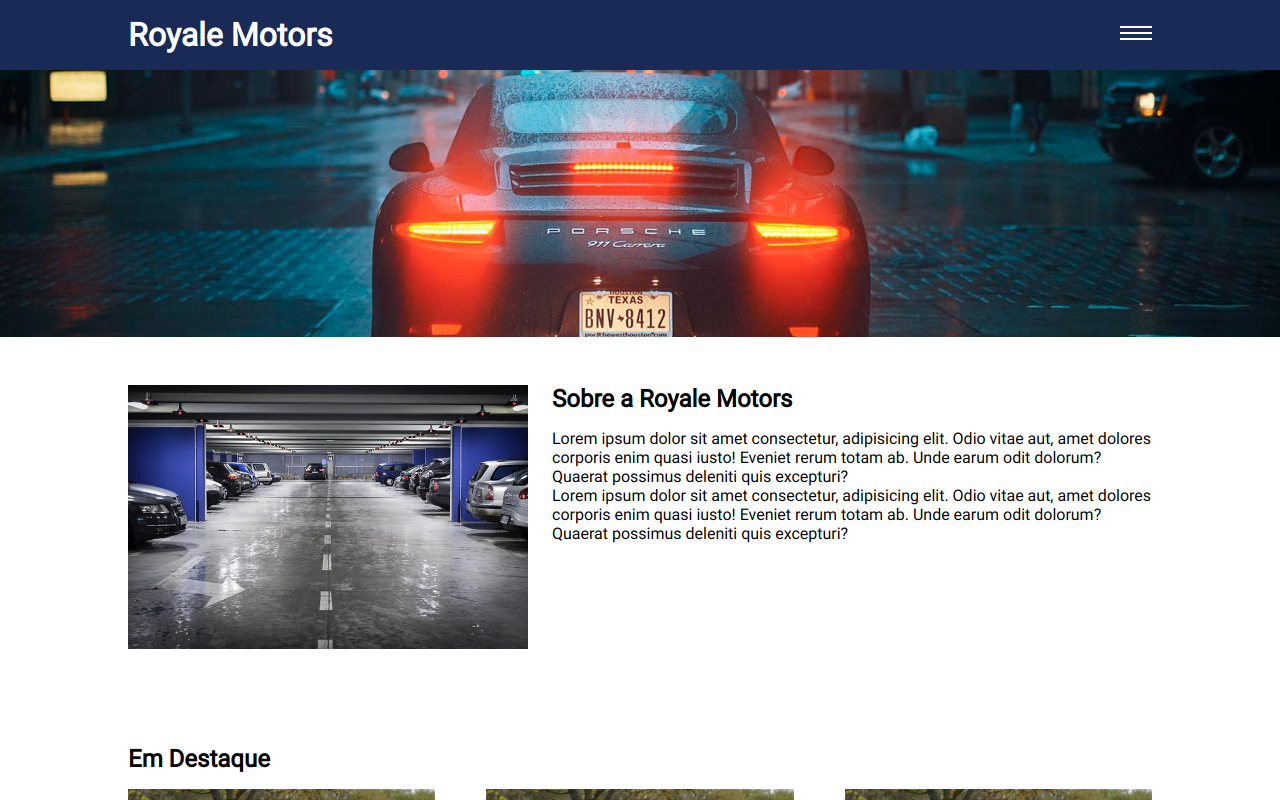 Royale Motors
PORSCHE
911 Carrera
HOUSTON
TEXAS
BNV 8412
Sobre a Royale Motors
Lorem ipsum dolor sit amet consectetur, adipisicing elit. Odio vitae aut, amet dolores
corporis enim quasi iusto! Eveniet rerum totam ab. Unde earum odit dolorum?
Quaerat possimus deleniti quis excepturi?
Lorem ipsum dolor sit amet consectetur, adipisicing elit. Odio vitae aut, amet dolores
corporis enim quasi iusto! Eveniet rerum totam ab. Unde earum odit dolorum?
Quaerat possimus deleniti quis excepturi?
Em Destaque